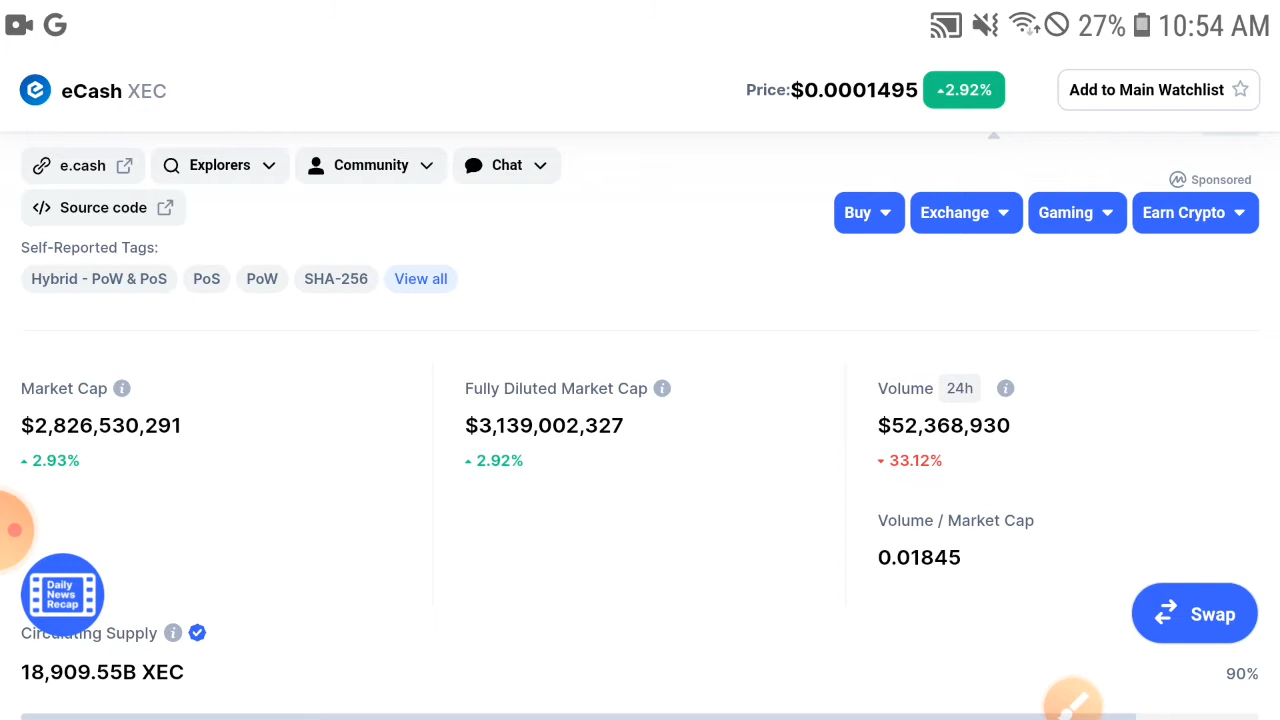 27% 10:54 AM
eCash XEC
Price:$0.0001495 2.92%
Add to Main Watchlist
e.cash Explorers Community Chat
Sponsored
Source code
Buy Exchange Gaming Earn Crypto
Self-Reported Tags:
Hybrid - PoW & PoS PoS PoW SHA-256 View all
Market Cap Fully Diluted Market Cap Volume 24h
$2,826,530,291 $3,139,002,327 $52,368,930
2.93% 2.92% 33.12%
Volume / Market Cap
0.01845
Daily
News
Recap
Swap
Circulating Supply
18,909.55B XEC 90%